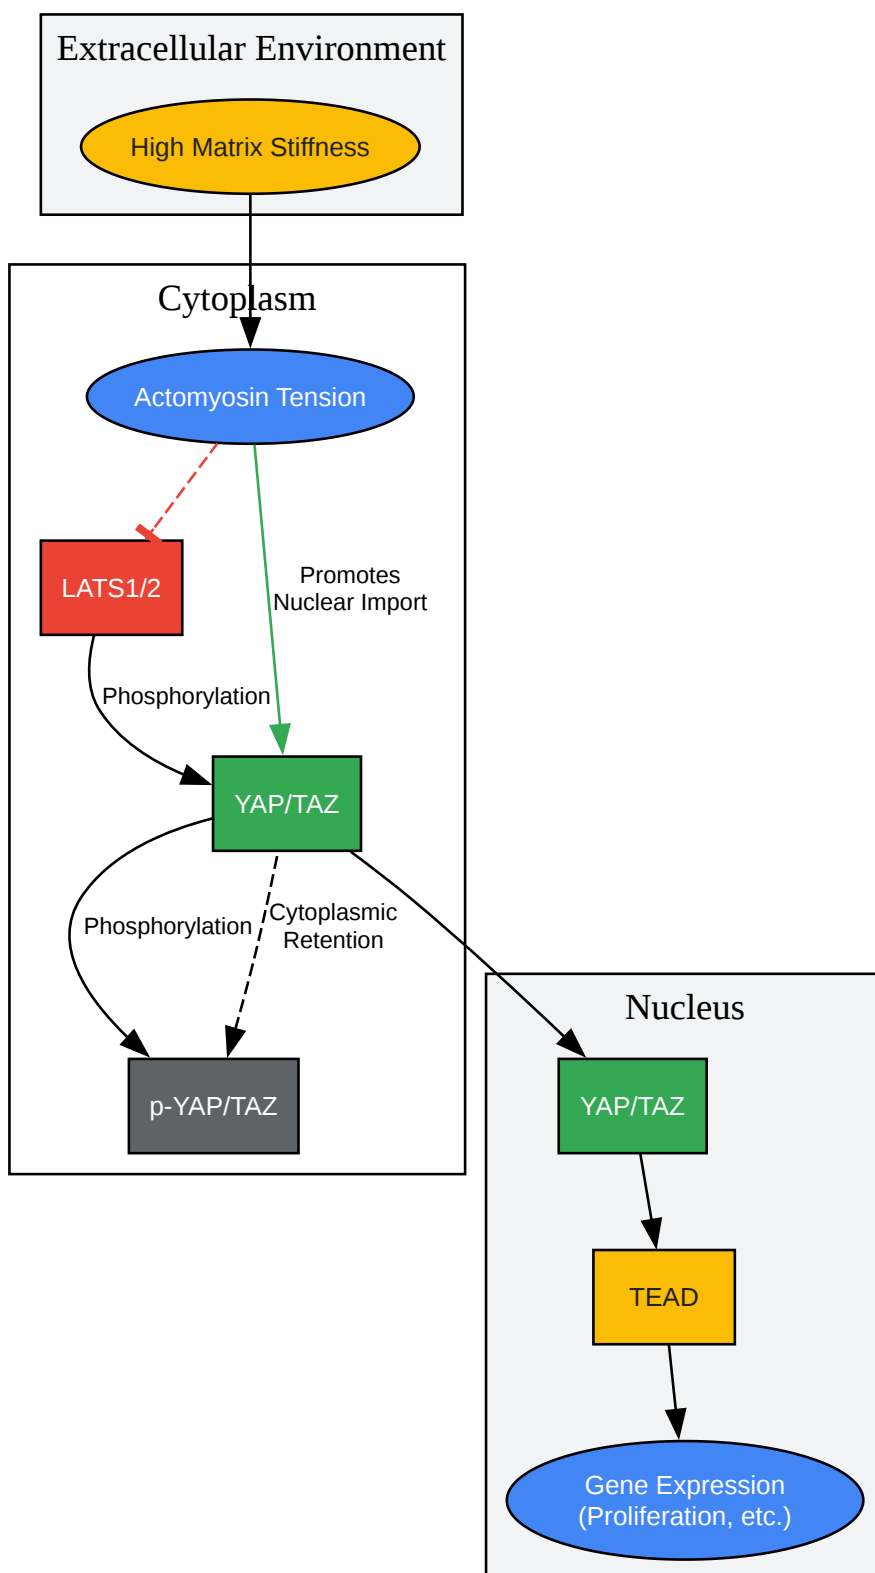 Extracellular Environment
High Matrix Stiffness
Cytoplasm
Actomyosin Tension
LATS1/2
Promotes
Nuclear Import
Phosphorylation
YAP/TAZ
Phosphorylation
Cytoplasmic
Retention
p-YAP/TAZ
Nucleus
YAP/TAZ
TEAD
Gene Expression
(Proliferation, etc.)